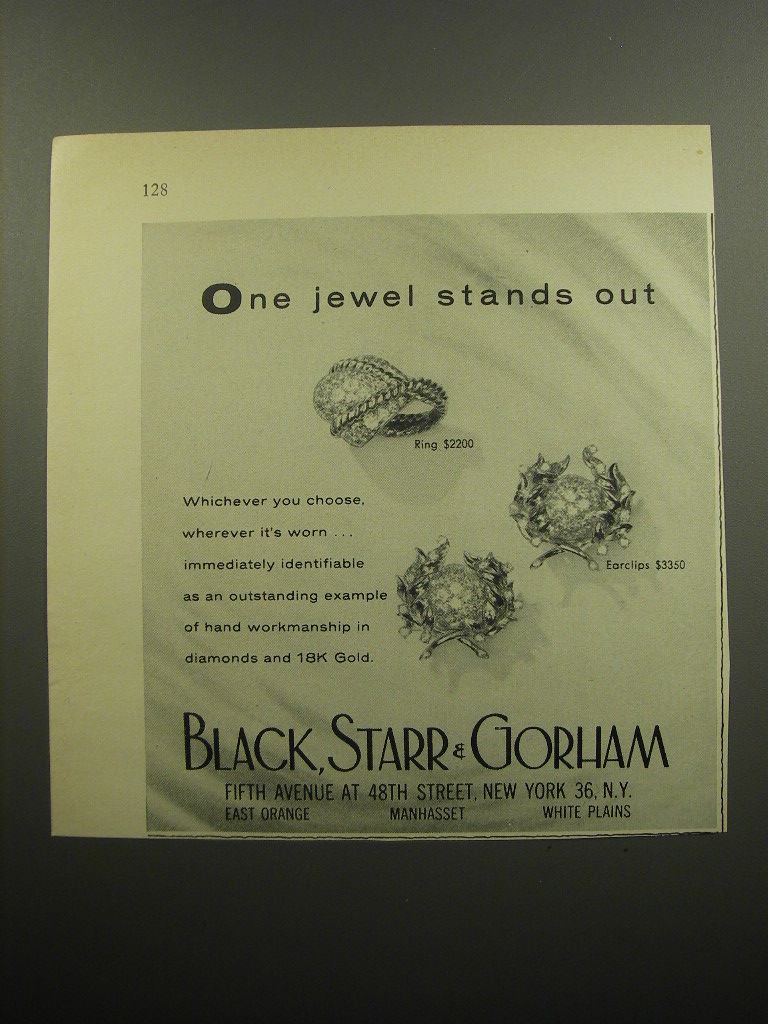 128
One jewel stands out
Ring $2200
Whichever you choose,
wherever it's worn ...
immediately identifiable
as an outstanding example
of hand workmanship in
diamonds and 18K Gold.
Earclips $3350
BLACK, STARR & GORHAM
FIFTH AVENUE AT 48TH STREET, NEW YORK 36, N.Y.
EAST ORANGE MANHASSET WHITE PLAINS